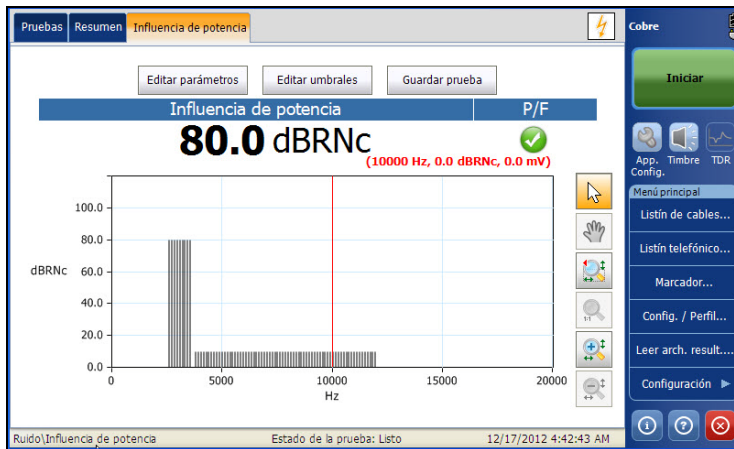 Pruebas Resumen Influencia de potencia
Editar parámetros Editar umbrales Guardar prueba
Influencia de potencia P/F
80.0 dBRNc
(10000 Hz, 0.0 dBRNc, 0.0 mV)
100.0
80.0
dBRNc 60.0
40.0
20.0
0.0
0 5000 10000 15000 20000
Hz
1:1
Ruido\Influencia de potencia Estado de la prueba: Listo 12/17/2012 4:42:43 AM
Cobre
Iniciar
App. Config. Timbre TDR
Menú principal
Listín de cables...
Listín telefónico...
Marcador...
Config. / Perfil...
Leer arch. result....
Configuración